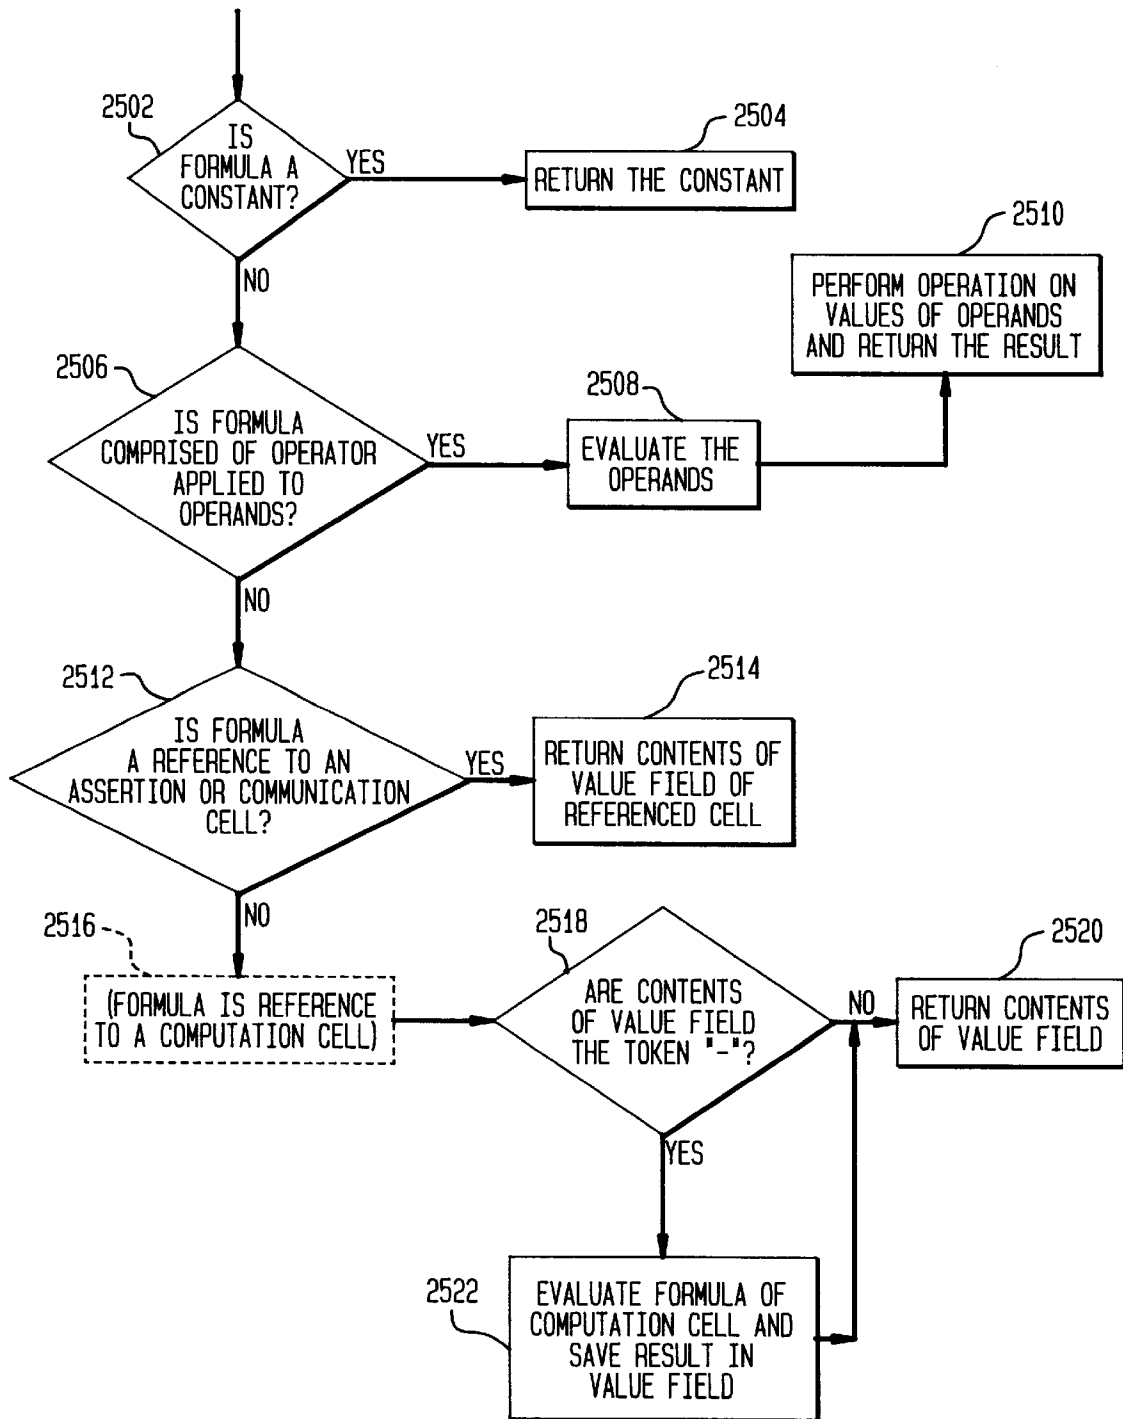 2502
IS
FORMULA A
CONSTANT?
YES
2504
RETURN THE CONSTANT
NO
2510
PERFORM OPERATION ON
VALUES OF OPERANDS
AND RETURN THE RESULT
2506
IS FORMULA
COMPRISED OF OPERATOR
APPLIED TO
OPERANDS?
YES
2508
EVALUATE THE
OPERANDS
NO
2512
IS FORMULA
A REFERENCE TO AN
ASSERTION OR COMMUNICATION
CELL?
YES
2514
RETURN CONTENTS OF
VALUE FIELD OF
REFERENCED CELL
NO
2516
(FORMULA IS REFERENCE
TO A COMPUTATION CELL)
2518
ARE CONTENTS
OF VALUE FIELD
THE TOKEN "-"?
NO
2520
RETURN CONTENTS
OF VALUE FIELD
YES
2522
EVALUATE FORMULA OF
COMPUTATION CELL AND
SAVE RESULT IN
VALUE FIELD